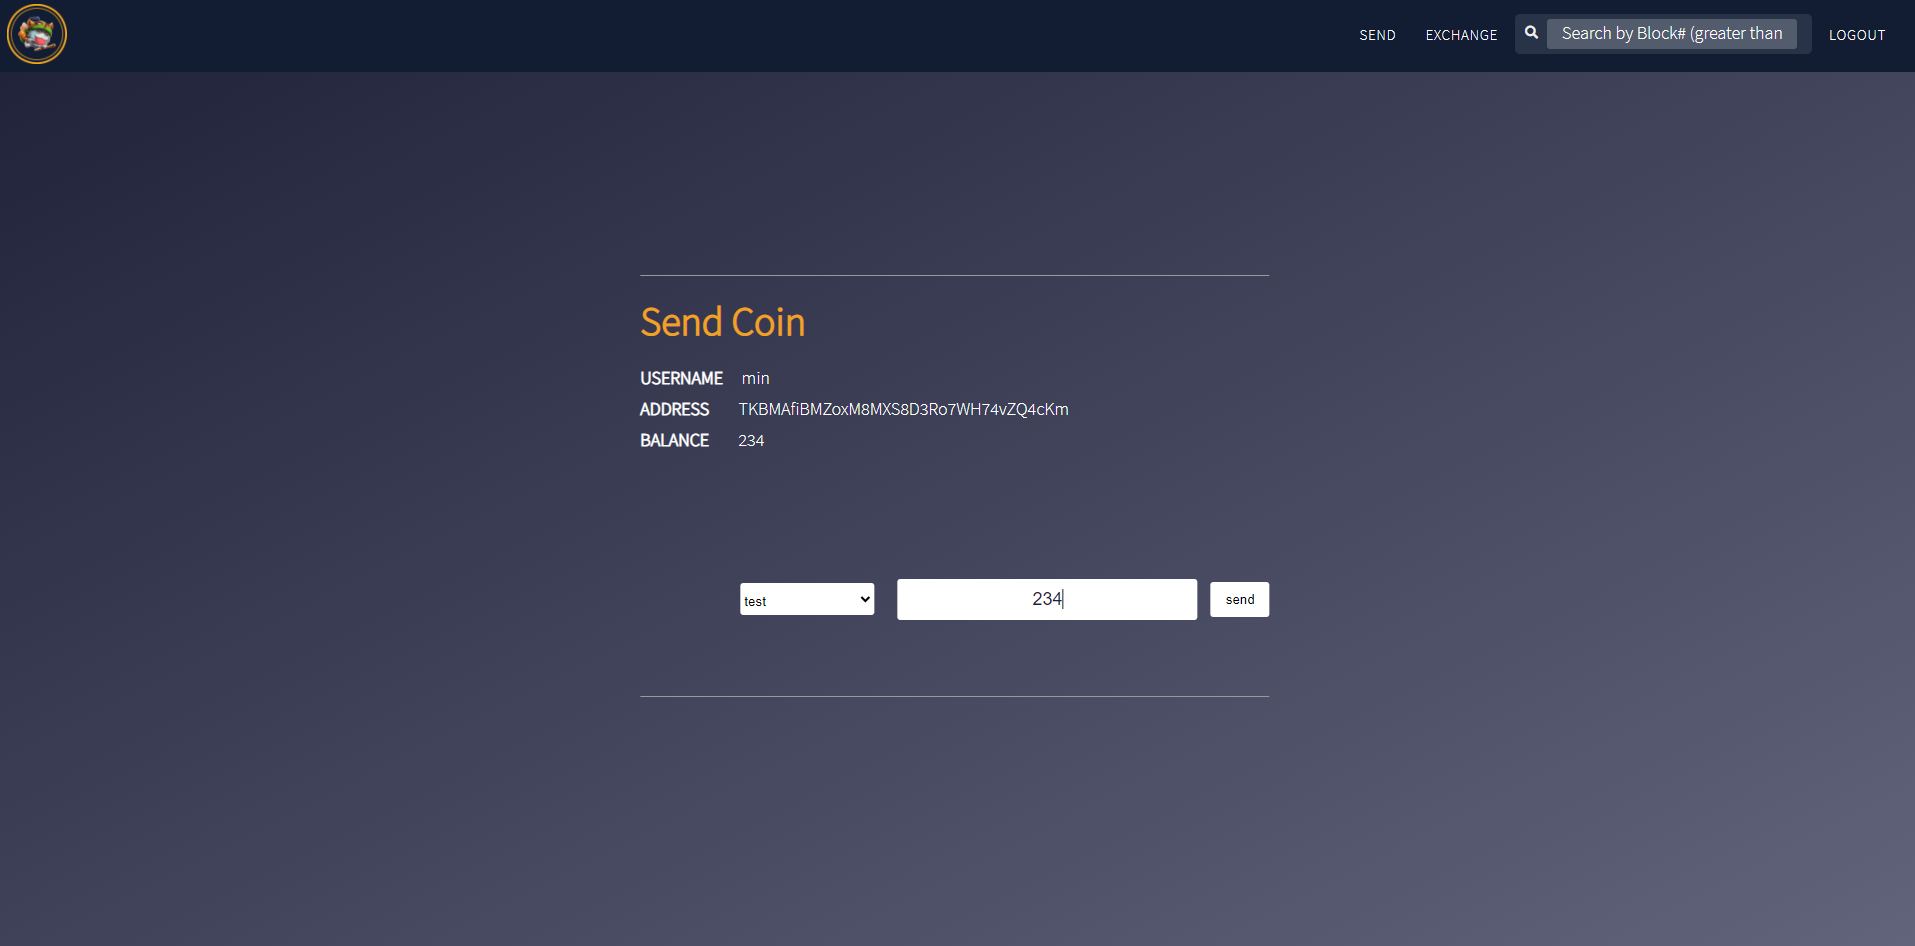 SEND EXCHANGE Search by Block# (greater than LOGOUT
Send Coin
USERNAME min
ADDRESS TKBMAfiBMZoxM8MXS8D3Ro7WH74vZQ4cKm
BALANCE 234
test 234 send